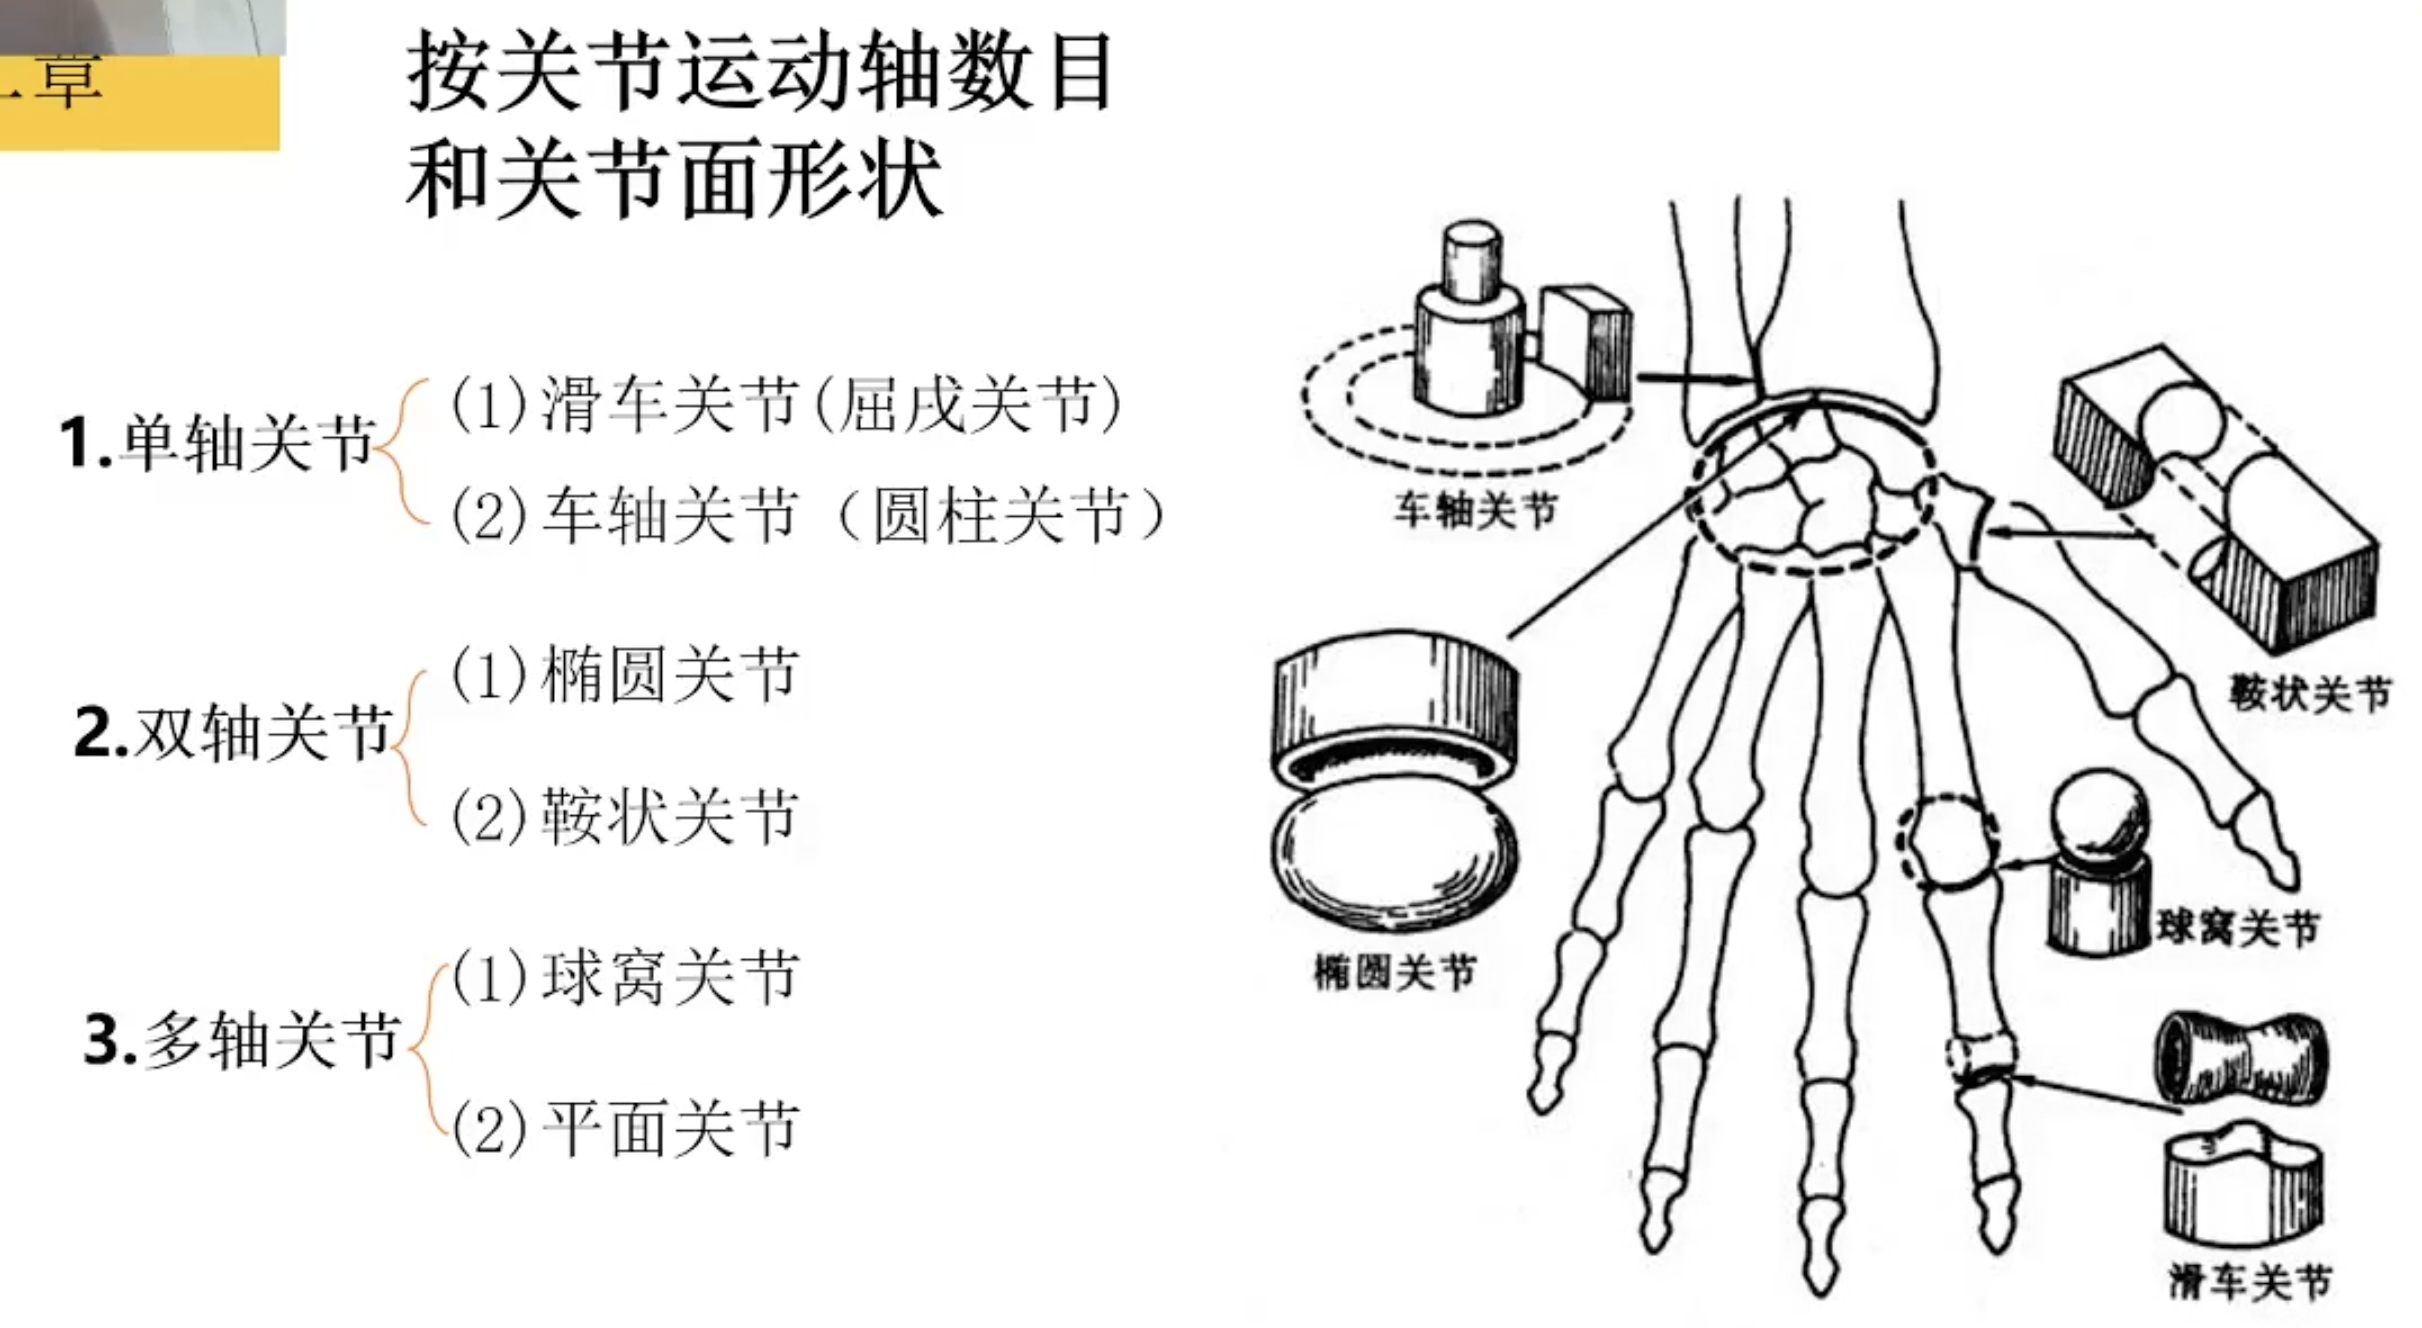 章
按关节运动轴数目
和关节面形状
1.单轴关节
(1)滑车关节(屈戌关节)
(2)车轴关节（圆柱关节）
2.双轴关节
(1)椭圆关节
(2)鞍状关节
3.多轴关节
(1)球窝关节
(2)平面关节
车轴关节
鞍状关节
椭圆关节
球窝关节
滑车关节